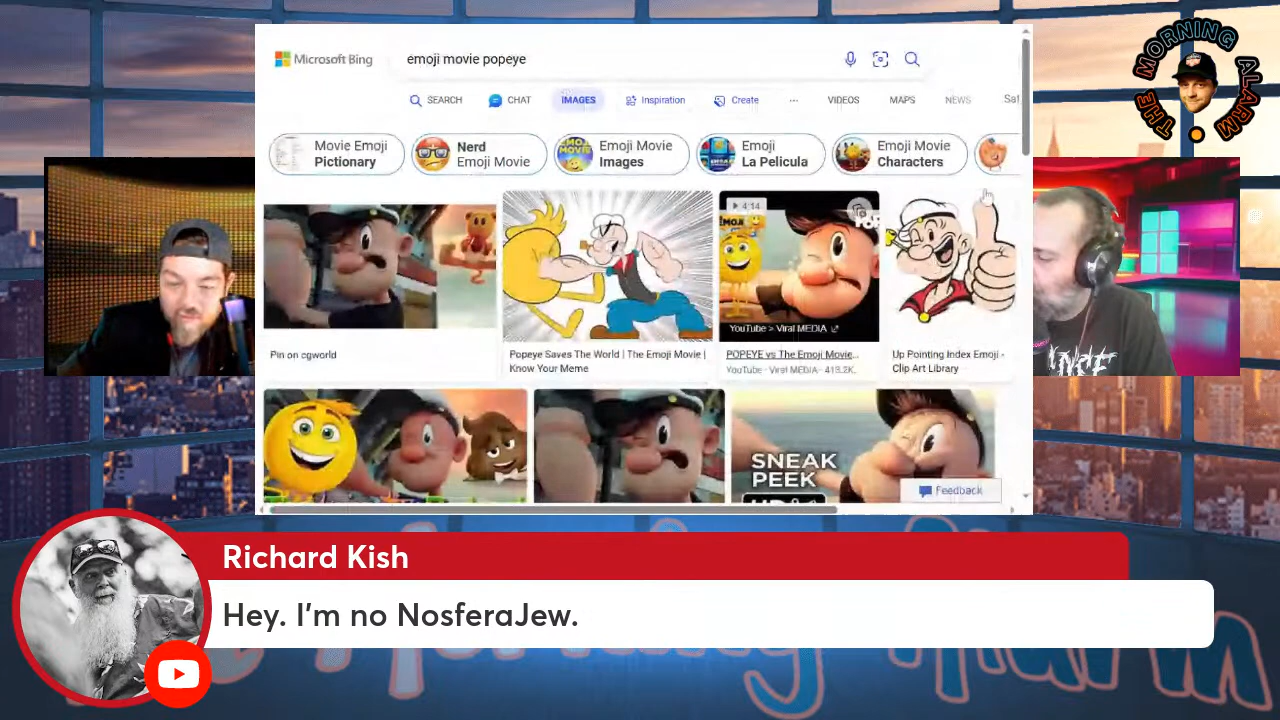 Microsoft Bing
emoji movie popeye
SEARCH
CHAT
IMAGES
Inspiration
Create
...
VIDEOS
MAPS
NEWS
Movie Emoji
Pictionary
Nerd
Emoji Movie
Emoji Movie
Images
Emoji
La Pelicula
Emoji Movie
Characters
THE MORNING ALARM
4:14
YouTube > Viral MEDIA
Pin on cgworld
Popeye Saves The World | The Emoji Movie |
Know Your Meme
POPEYE vs The Emoji Movie...
YouTube · Viral MEDIA · 413.2K
Up Pointing Index Emoji -
Clip Art Library
SNEAK
PEEK
Feedback
Richard Kish
Hey. I'm no NosferaJew.